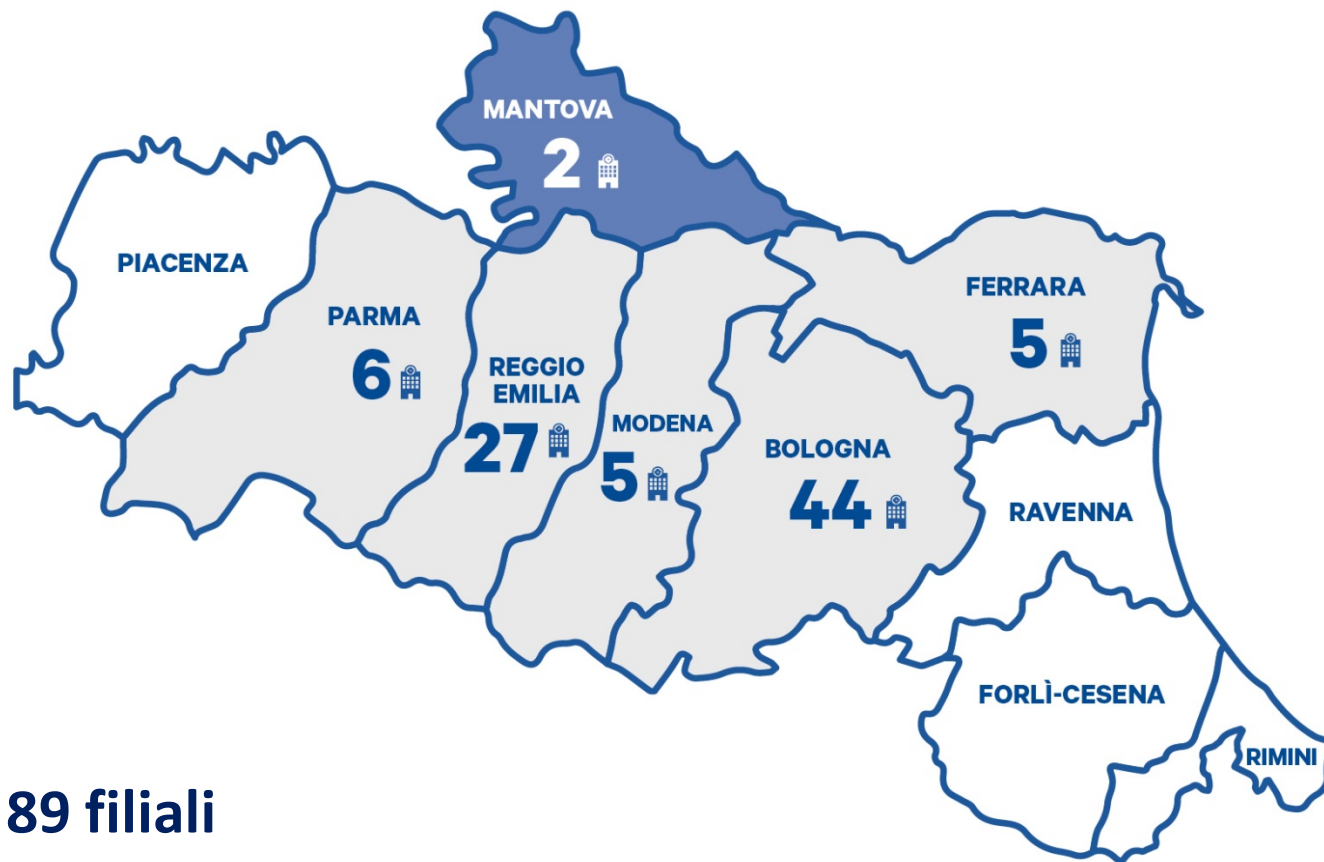 MANTOVA
2
PIACENZA
PARMA
6
REGGIO
EMILIA
27
MODENA
5
BOLOGNA
44
FERRARA
5
RAVENNA
FORLÌ-CESENA
RIMINI
89 filiali